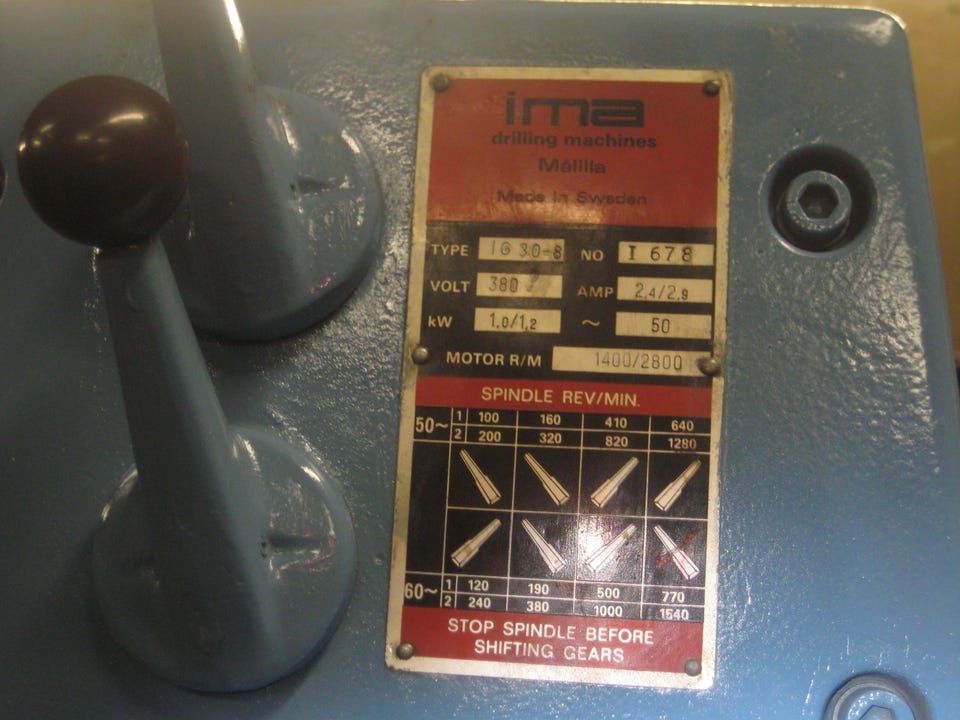 ima
drilling machines
Målilla
Made in Sweden
TYPE IG 30-8 NO I 678
VOLT 380 AMP 2,4/2,9
kW 1,0/1,2 ~ 50
MOTOR R/M 1400/2800
SPINDLE REV/MIN.
50~ 1 100 160 410 640
2 200 320 820 1280
60~ 1 120 190 500 770
2 240 380 1000 1540
STOP SPINDLE BEFORE
SHIFTING GEARS